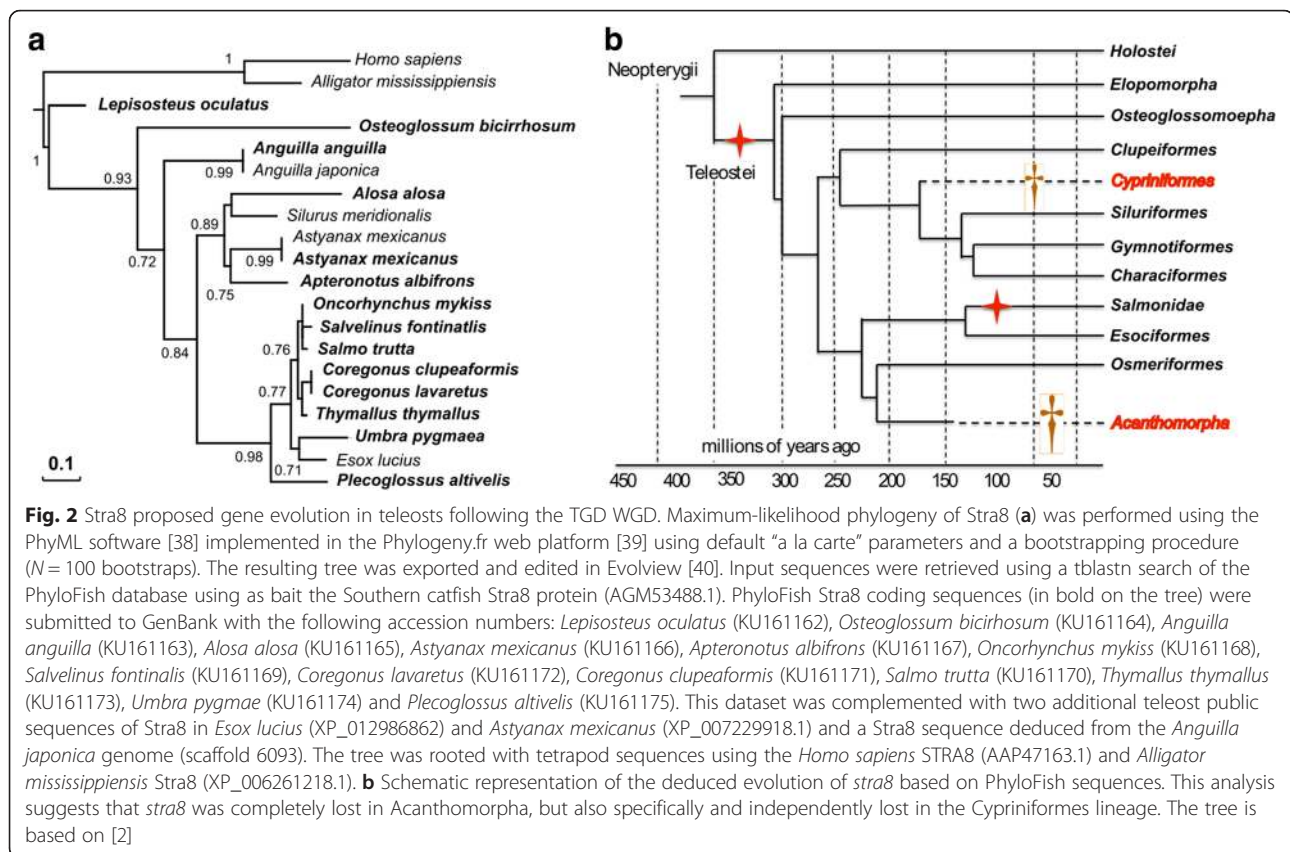 a
1
Homo sapiens
Alligator mississippiensis
Lepisosteus oculatus
Osteoglossum bicirrhosum
1
Anguilla anguilla
0.93
0.99
Anguilla japonica
Alosa alosa
0.89
Silurus meridionalis
Astyanax mexicanus
0.72
0.99
Astyanax mexicanus
0.75
Apteronotus albifrons
Oncorhynchus mykiss
Salvelinus fontinatlis
0.84
0.76
Salmo trutta
Coregonus clupeaformis
0.77
Coregonus lavaretus
Thymallus thymallus
Umbra pygmaea
0.98
0.71
Esox lucius
0.1
Plecoglossus altivelis
b
Holostei
Neopterygii
Elopomorpha
Osteoglossomoepha
Teleostei
Clupeiformes
Cypriniformes
Siluriformes
Gymnotiformes
Characiformes
Salmonidae
Esociformes
Osmeriformes
Acanthomorpha
millions of years ago
450 400 350 300 250 200 150 100 50
Fig. 2 Stra8 proposed gene evolution in teleosts following the TGD WGD. Maximum-likelihood phylogeny of Stra8 (a) was performed using the
PhyML software [38] implemented in the Phylogeny.fr web platform [39] using default “a la carte” parameters and a bootstrapping procedure
(N = 100 bootstraps). The resulting tree was exported and edited in Evolview [40]. Input sequences were retrieved using a tblastn search of the
PhyloFish database using as bait the Southern catfish Stra8 protein (AGM53488.1). PhyloFish Stra8 coding sequences (in bold on the tree) were
submitted to GenBank with the following accession numbers: Lepisosteus oculatus (KU161162), Osteoglossum bicirhosum (KU161164), Anguilla
anguilla (KU161163), Alosa alosa (KU161165), Astyanax mexicanus (KU161166), Apteronotus albifrons (KU161167), Oncorhynchus mykiss (KU161168),
Salvelinus fontinalis (KU161169), Coregonus lavaretus (KU161172), Coregonus clupeaformis (KU161171), Salmo trutta (KU161170), Thymallus thymallus
(KU161173), Umbra pygmae (KU161174) and Plecoglossus altivelis (KU161175). This dataset was complemented with two additional teleost public
sequences of Stra8 in Esox lucius (XP_012986862) and Astyanax mexicanus (XP_007229918.1) and a Stra8 sequence deduced from the Anguilla
japonica genome (scaffold 6093). The tree was rooted with tetrapod sequences using the Homo sapiens STRA8 (AAP47163.1) and Alligator
mississippiensis Stra8 (XP_006261218.1). b Schematic representation of the deduced evolution of stra8 based on PhyloFish sequences. This analysis
suggests that stra8 was completely lost in Acanthomorpha, but also specifically and independently lost in the Cypriniformes lineage. The tree is
based on [2]